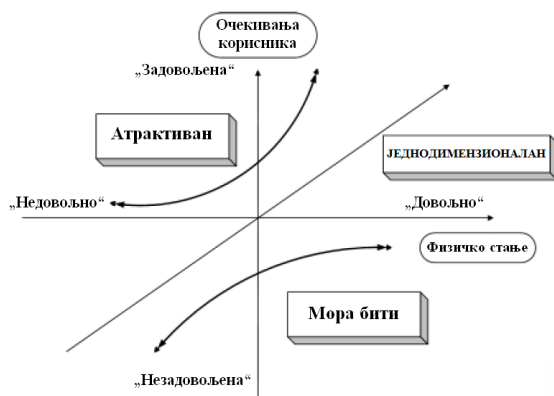 Очекивања
корисника
„Задовољена“
Атрактиван
ЈЕДНОДИМЕНЗИОНАЛАН
„Недовољно“
„Довољно“
Физичко стање
Мора бити
„Незадовољена“